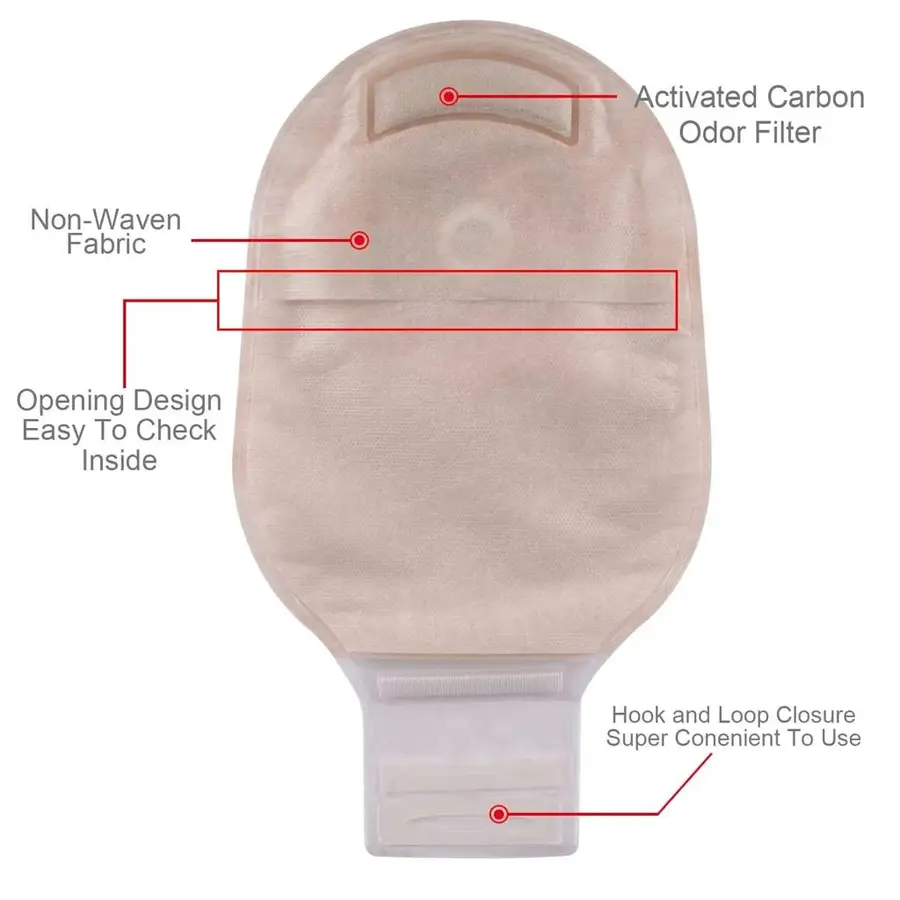 Activated Carbon
Odor Filter
Non-Waven
Fabric
Opening Design
Easy To Check
Inside
Hook and Loop Closure
Super Conenient To Use